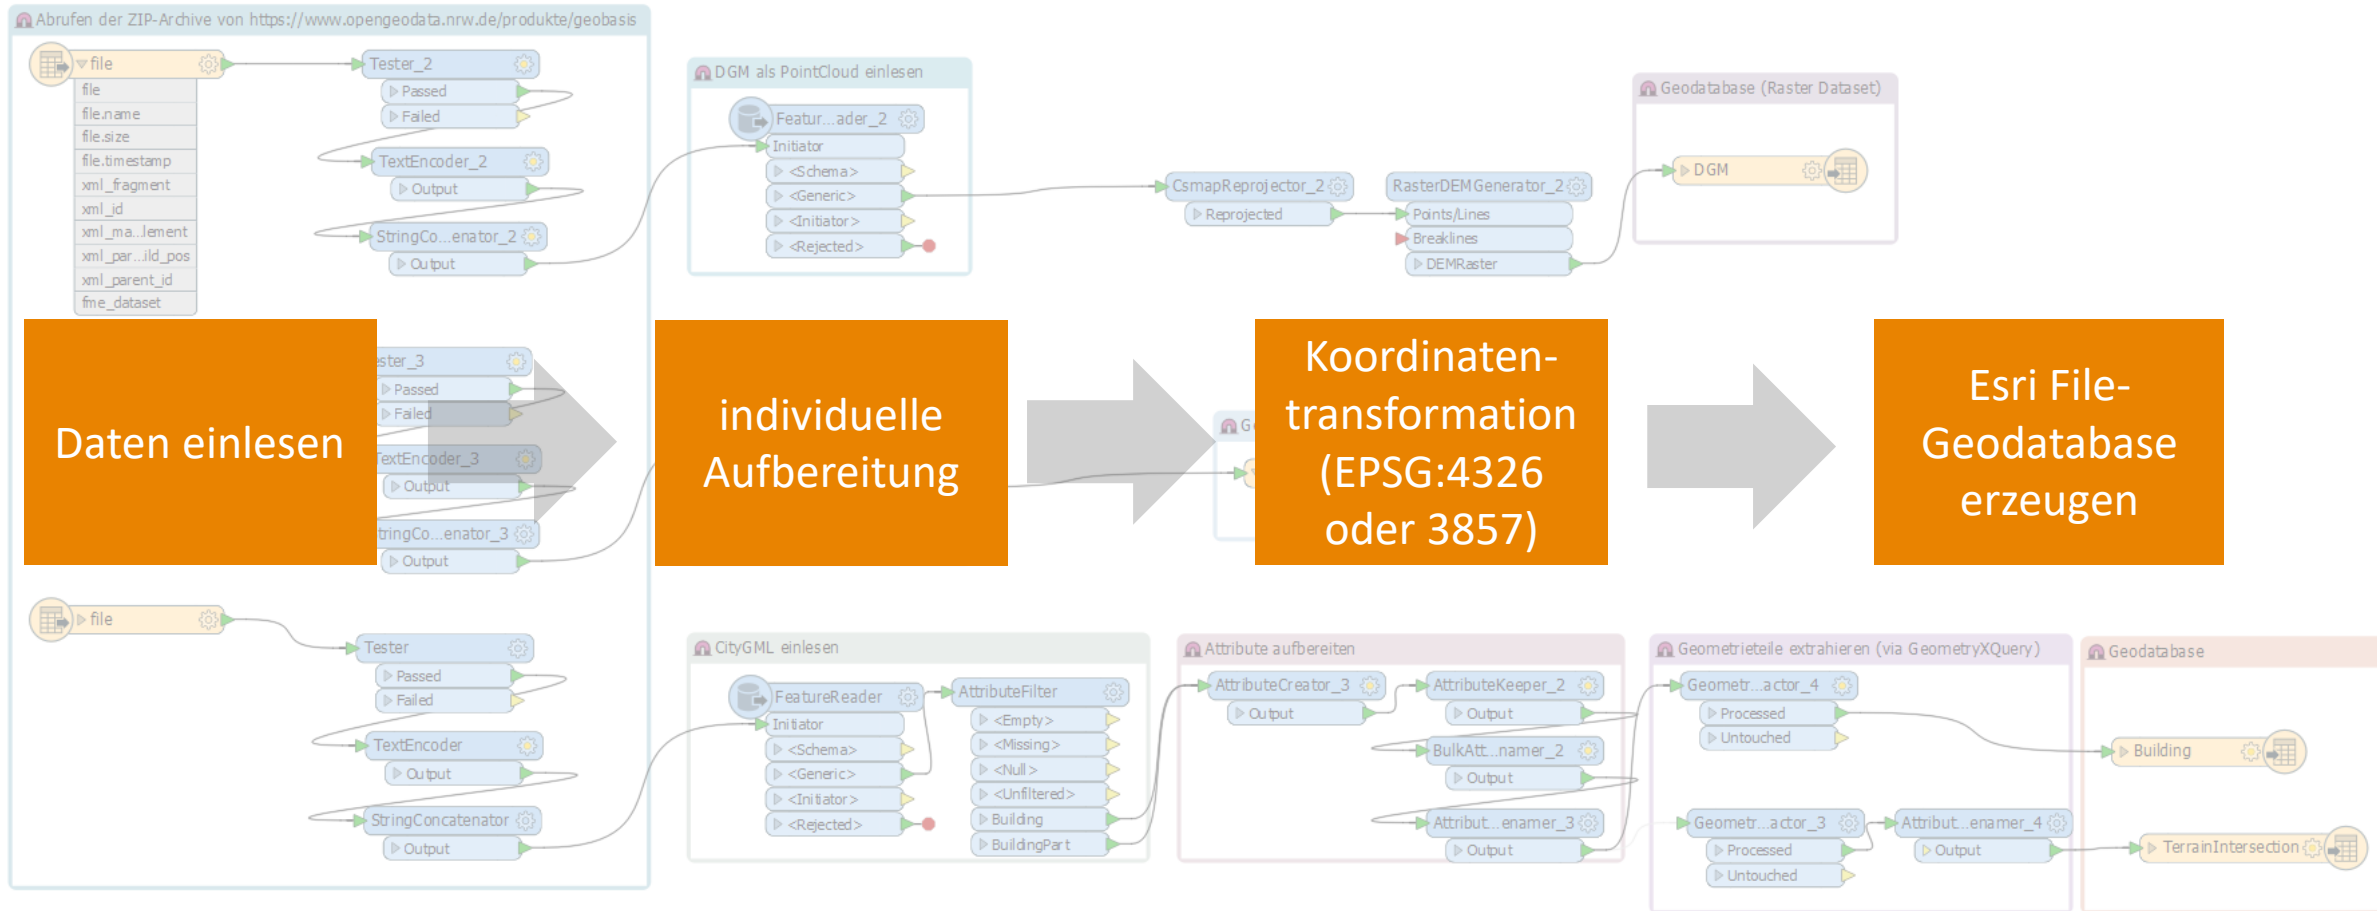 Abrufen der ZIP-Archive von https://www.opengeodata.nrw.de/produkte/geobasis
file
file
file.name
file.size
file.timestamp
xml_fragment
xml_id
xml_ma...lement
xml_par...ild_pos
xml_parent_id
fme_dataset
Tester_2
Passed
Failed
TextEncoder_2
Output
StringCo...enator_2
Output
DGM als PointCloud einlesen
Featur...ader_2
Initiator
<Schema>
<Generic>
<Initiator>
<Rejected>
CsmapReprojector_2
Reprojected
RasterDEMGenerator_2
Points/Lines
Breaklines
DEMRaster
Geodatabase (Raster Dataset)
DGM
Daten einlesen
ester_3
Passed
Failed
TextEncoder_3
Output
tringCo...enator_3
Output
individuelle
Aufbereitung
Koordinaten-
transformation
(EPSG:4326
oder 3857)
Esri File-
Geodatabase
erzeugen
file
Tester
Passed
Failed
TextEncoder
Output
StringConcatenator
Output
CityGML einlesen
FeatureReader
Initiator
<Schema>
<Generic>
<Initiator>
<Rejected>
AttributeFilter
<Empty>
<Missing>
<Null>
<Unfiltered>
Building
BuildingPart
Attribute aufbereiten
AttributeCreator_3
Output
AttributeKeeper_2
Output
BulkAtt...namer_2
Output
Attribut...enamer_3
Output
Geometrieteile extrahieren (via GeometryXQuery)
Geometr...actor_4
Processed
Untouched
Geometr...actor_3
Processed
Untouched
Attribut...enamer_4
Output
Geodatabase
Building
TerrainIntersection